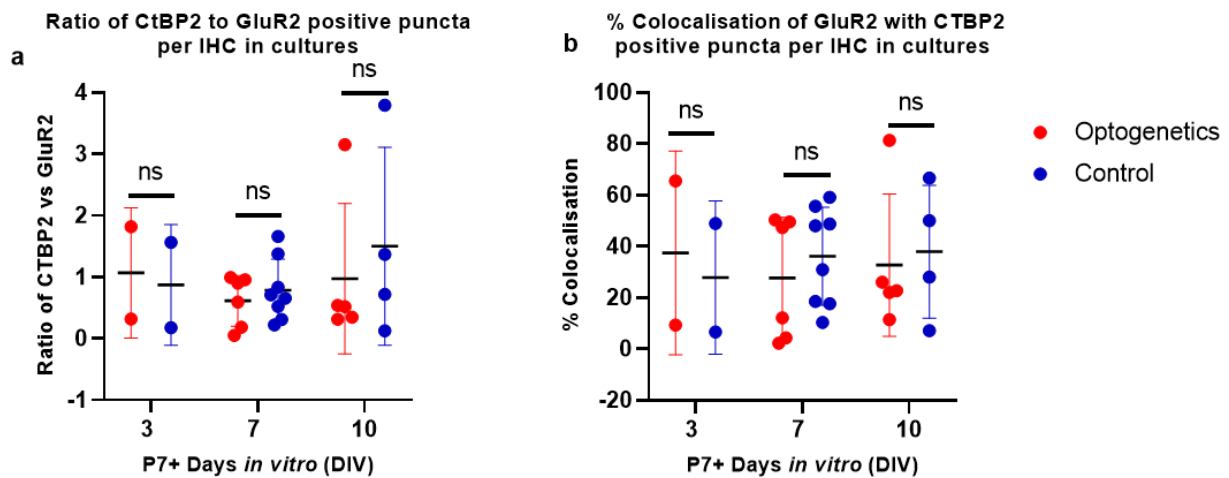 Ratio of CtBP2 to GluR2 positive puncta
per IHC in cultures
a
ns
ns
ns
4
3
2
1
0
-1
Ratio of CTBP2 vs GluR2
3
7
10
P7+ Days in vitro (DIV)
% Colocalisation of GluR2 with CTBP2
positive puncta per IHC in cultures
b
ns
ns
ns
100
80
60
40
20
0
-20
% Colocalisation
3
7
10
P7+ Days in vitro (DIV)
Optogenetics
Control